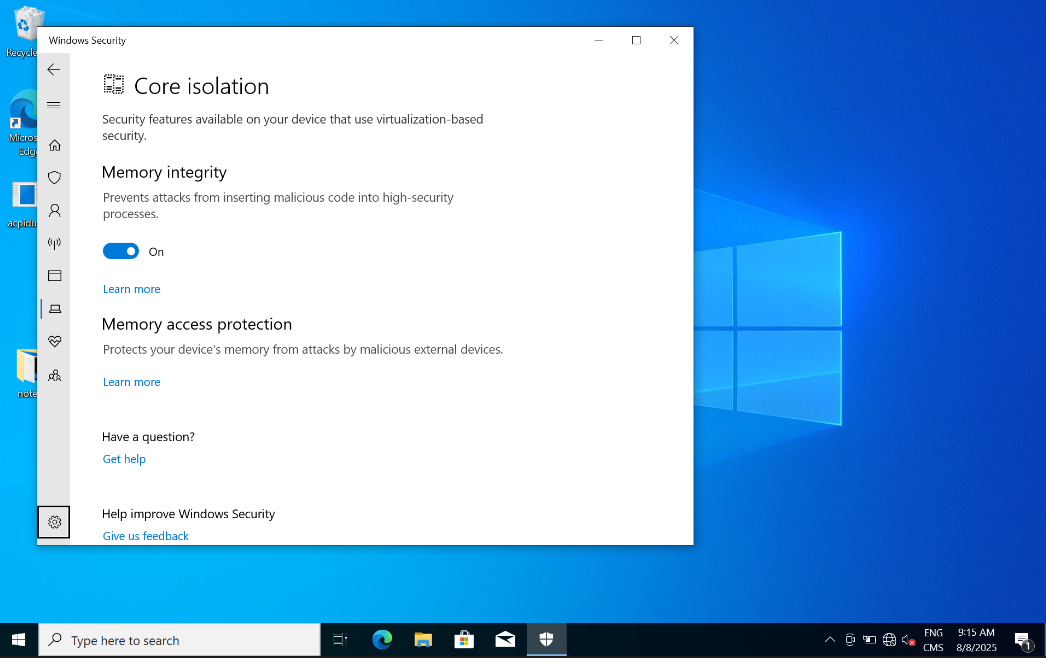 Recycle
Micros
Edg
acpidu
note
Windows Security
Core isolation
Security features available on your device that use virtualization-based
security.
Memory integrity
Prevents attacks from inserting malicious code into high-security
processes.
On
Learn more
Memory access protection
Protects your device's memory from attacks by malicious external devices.
Learn more
Have a question?
Get help
Help improve Windows Security
Give us feedback
Type here to search
ENG
CMS
9:15 AM
8/8/2025
1